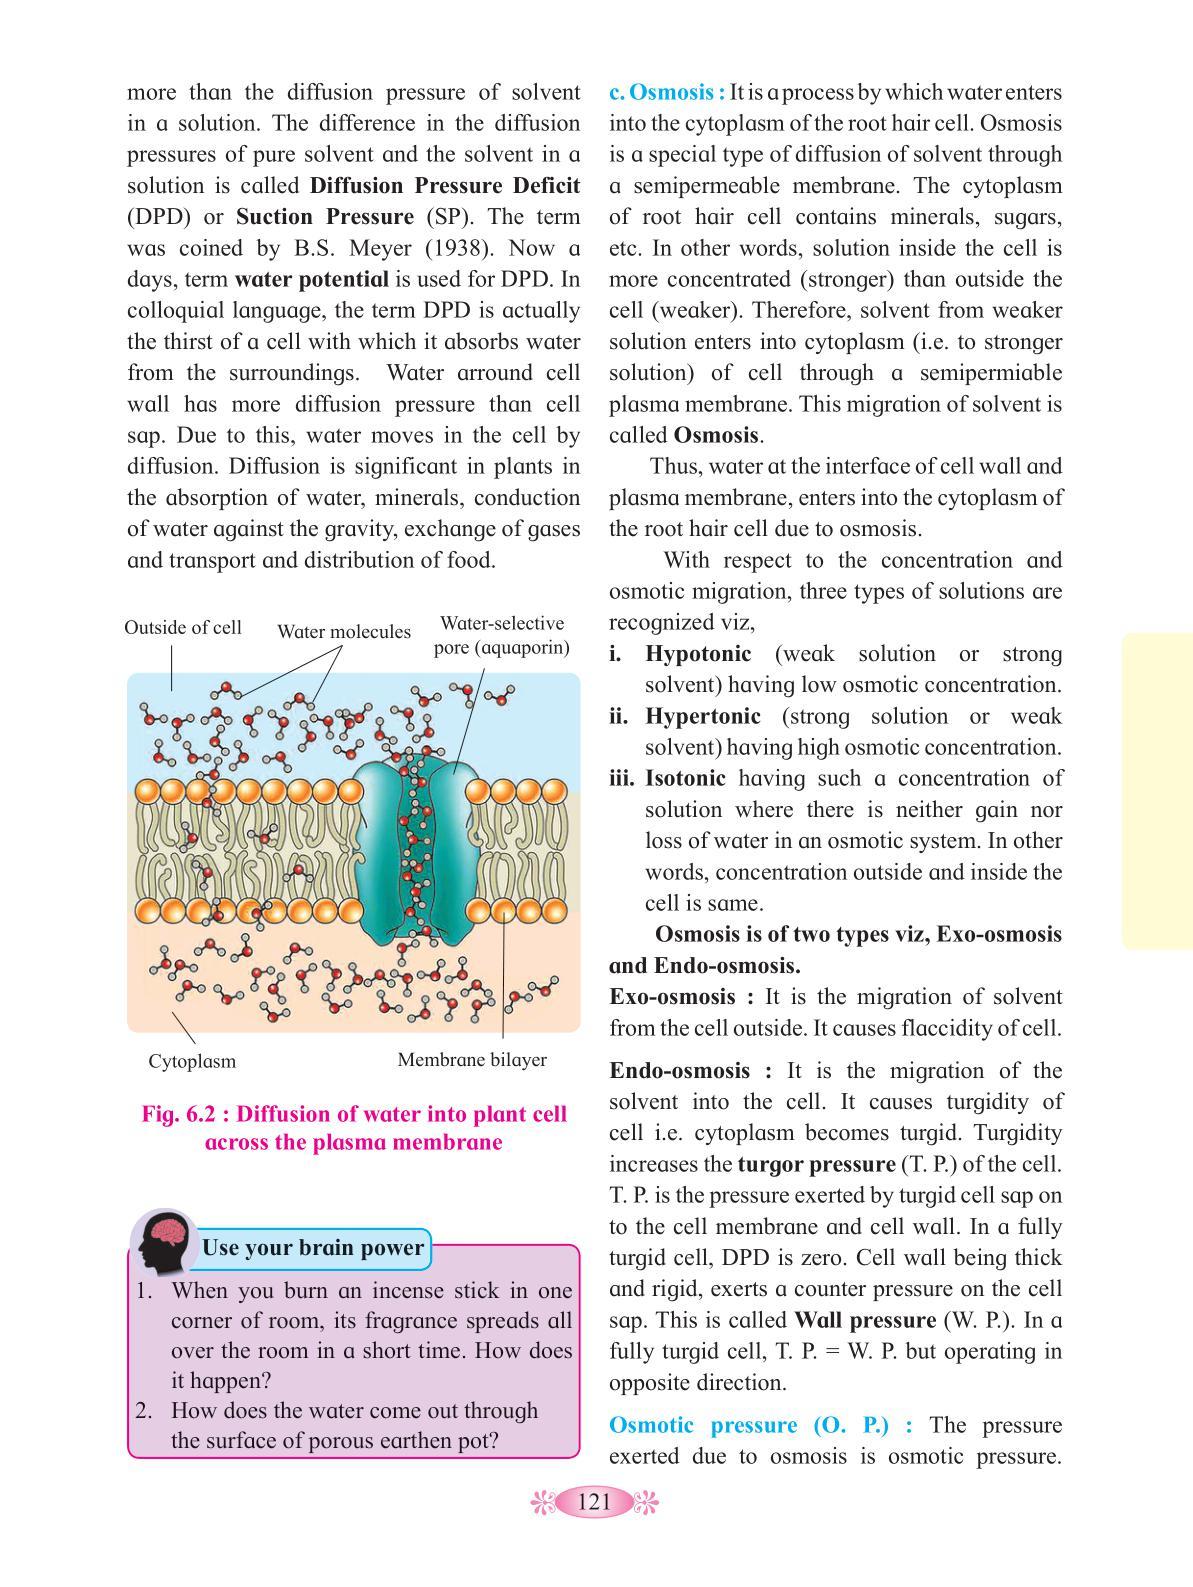 more than the diffusion pressure of solvent
in a solution. The difference in the diffusion
pressures of pure solvent and the solvent in a
solution is called Diffusion Pressure Deficit
(DPD) or Suction Pressure (SP). The term
was coined by B.S. Meyer (1938). Now a
days, term water potential is used for DPD. In
colloquial language, the term DPD is actually
the thirst of a cell with which it absorbs water
from the surroundings. Water arround cell
wall has more diffusion pressure than cell
sap. Due to this, water moves in the cell by
diffusion. Diffusion is significant in plants in
the absorption of water, minerals, conduction
of water against the gravity, exchange of gases
and transport and distribution of food.
Outside of cell
Water molecules
Water-selective
pore (aquaporin)
Cytoplasm
Membrane bilayer
Fig. 6.2 : Diffusion of water into plant cell
across the plasma membrane
Use your brain power
1. When you burn an incense stick in one
corner of room, its fragrance spreads all
over the room in a short time. How does
it happen?
2. How does the water come out through
the surface of porous earthen pot?
c. Osmosis : It is a process by which water enters
into the cytoplasm of the root hair cell. Osmosis
is a special type of diffusion of solvent through
a semipermeable membrane. The cytoplasm
of root hair cell contains minerals, sugars,
etc. In other words, solution inside the cell is
more concentrated (stronger) than outside the
cell (weaker). Therefore, solvent from weaker
solution enters into cytoplasm (i.e. to stronger
solution) of cell through a semipermiable
plasma membrane. This migration of solvent is
called Osmosis.
Thus, water at the interface of cell wall and
plasma membrane, enters into the cytoplasm of
the root hair cell due to osmosis.
With respect to the concentration and
osmotic migration, three types of solutions are
recognized viz,
i. Hypotonic (weak solution or strong
solvent) having low osmotic concentration.
ii. Hypertonic (strong solution or weak
solvent) having high osmotic concentration.
iii. Isotonic having such a concentration of
solution where there is neither gain nor
loss of water in an osmotic system. In other
words, concentration outside and inside the
cell is same.
Osmosis is of two types viz, Exo-osmosis
and Endo-osmosis.
Exo-osmosis : It is the migration of solvent
from the cell outside. It causes flaccidity of cell.
Endo-osmosis : It is the migration of the
solvent into the cell. It causes turgidity of
cell i.e. cytoplasm becomes turgid. Turgidity
increases the turgor pressure (T. P.) of the cell.
T. P. is the pressure exerted by turgid cell sap on
to the cell membrane and cell wall. In a fully
turgid cell, DPD is zero. Cell wall being thick
and rigid, exerts a counter pressure on the cell
sap. This is called Wall pressure (W. P.). In a
fully turgid cell, T. P. = W. P. but operating in
opposite direction.
Osmotic pressure (O. P.) : The pressure
exerted due to osmosis is osmotic pressure.
121